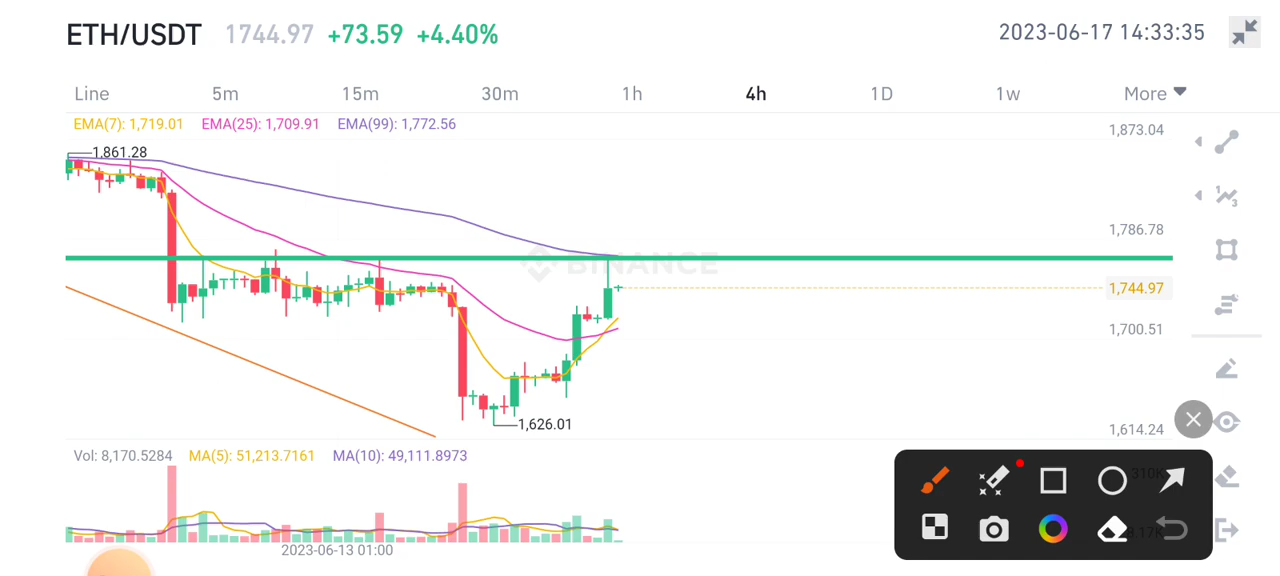 ETH/USDT 1744.97 +73.59 +4.40% 2023-06-17 14:33:35
Line 5m 15m 30m 1h 4h 1D 1w More
EMA(7): 1,719.01 EMA(25): 1,709.91 EMA(99): 1,772.56
1,873.04
1,861.28
1,786.78
BINANCE
1,744.97
1,700.51
1,626.01
1,614.24
Vol: 8,170.5284 MA(5): 51,213.7161 MA(10): 49,111.8973
310K
2023-06-13 01:00